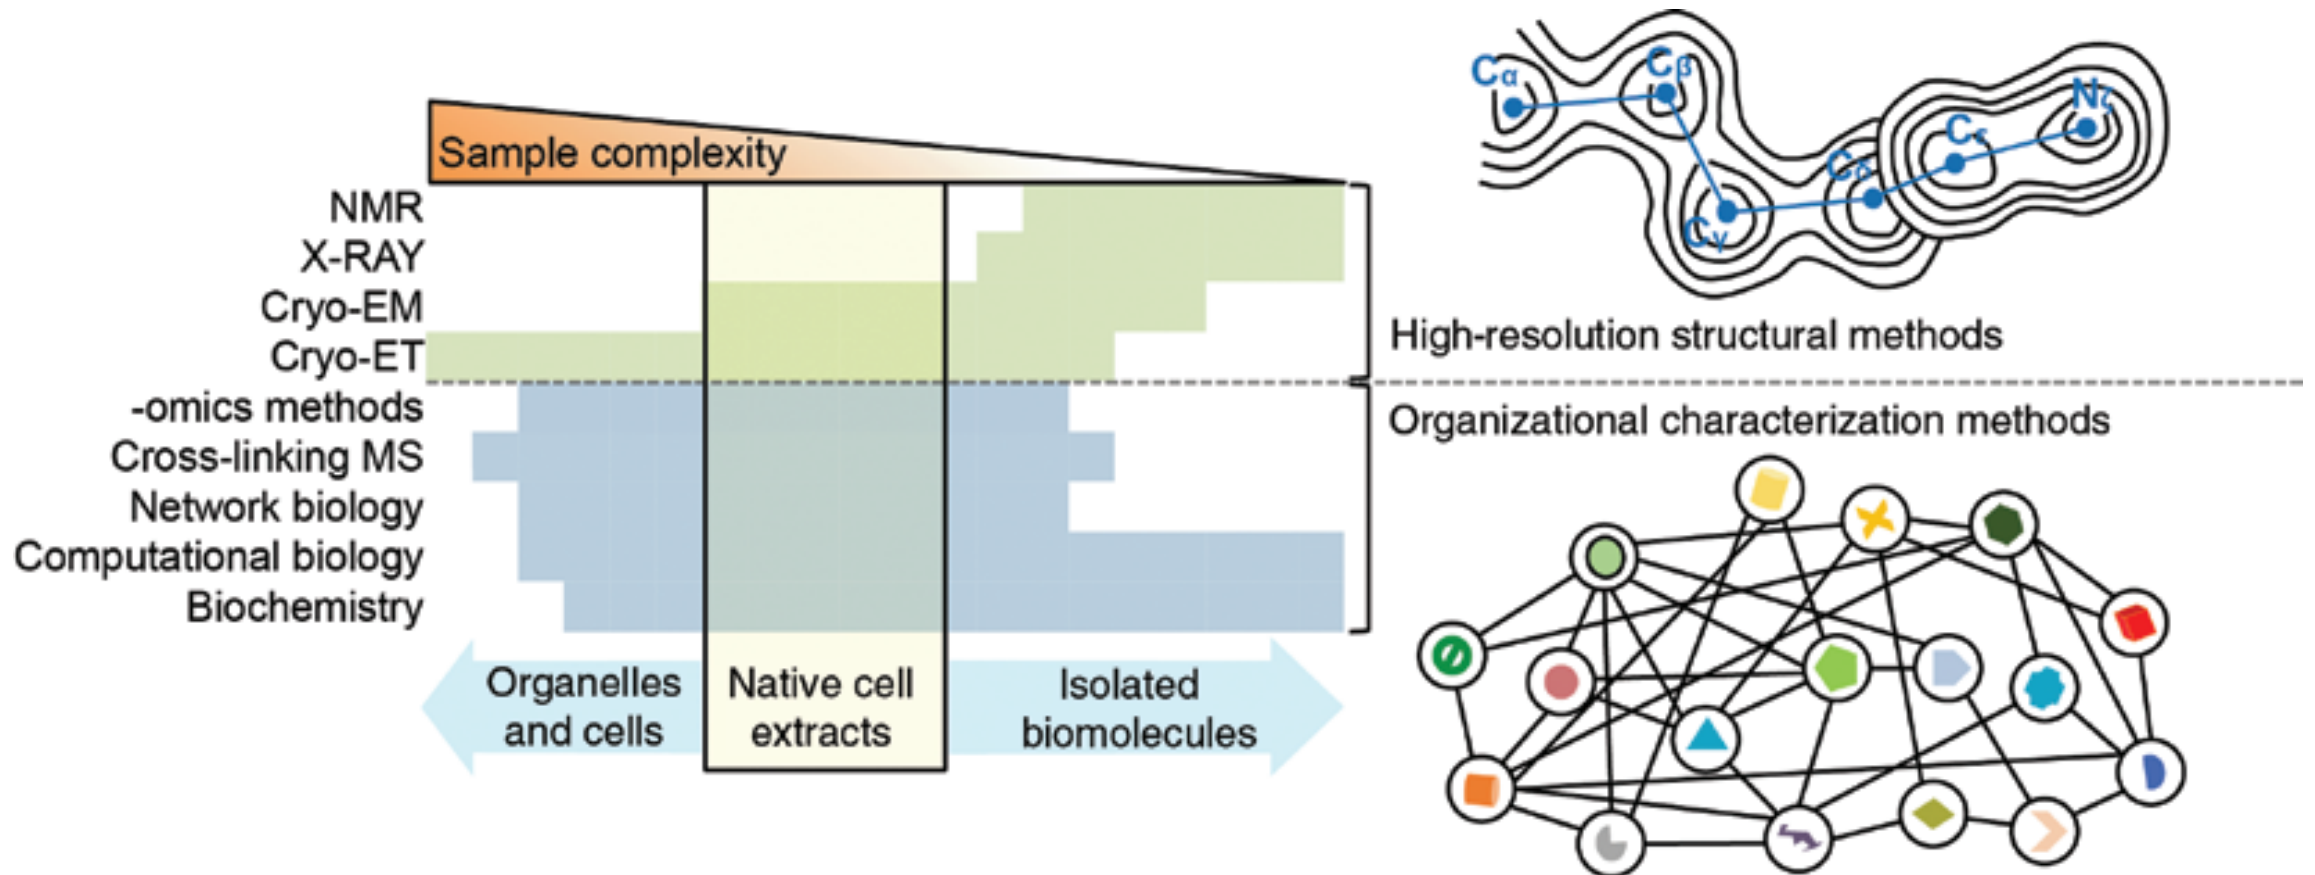 Sample complexity
NMR
X-RAY
Cryo-EM
Cryo-ET
-omics methods
Cross-linking MS
Network biology
Computational biology
Biochemistry
Organelles
and cells
Native cell
extracts
Isolated
biomolecules
Cα
Cβ
Cγ
Cδ
Cε
Nζ
High-resolution structural methods
Organizational characterization methods